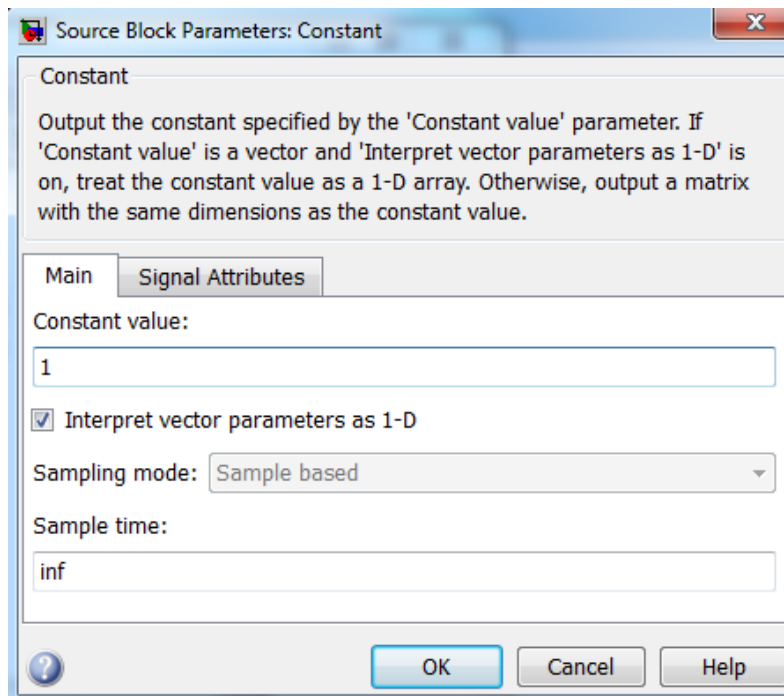 Source Block Parameters: Constant
Constant
Output the constant specified by the 'Constant value' parameter. If
'Constant value' is a vector and 'Interpret vector parameters as 1-D' is
on, treat the constant value as a 1-D array. Otherwise, output a matrix
with the same dimensions as the constant value.
Main Signal Attributes
Constant value:
1
Interpret vector parameters as 1-D
Sampling mode: Sample based
Sample time:
inf
OK Cancel Help